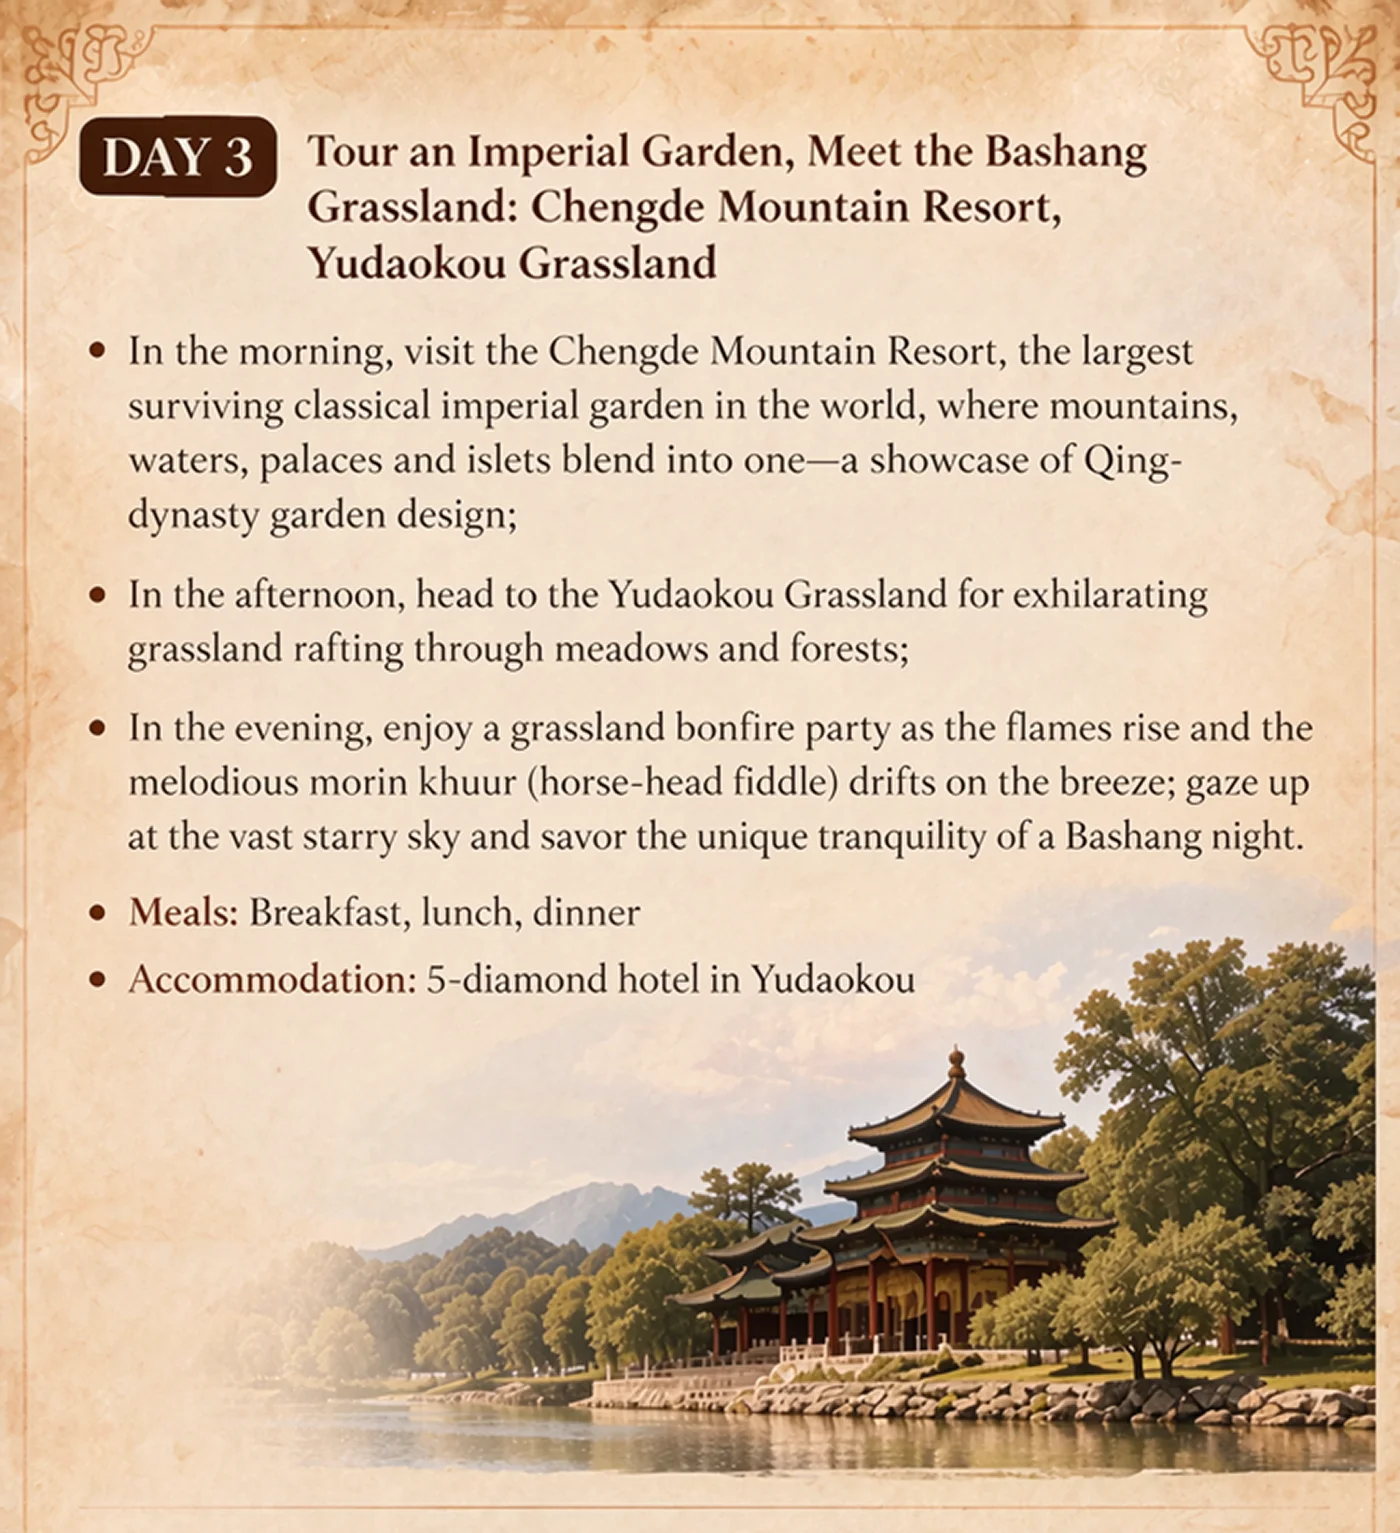 DAY 3
Tour an Imperial Garden, Meet the Bashang
Grassland: Chengde Mountain Resort,
Yudaokou Grassland
• In the morning, visit the Chengde Mountain Resort, the largest
surviving classical imperial garden in the world, where mountains,
waters, palaces and islets blend into one—a showcase of Qing-
dynasty garden design;
• In the afternoon, head to the Yudaokou Grassland for exhilarating
grassland rafting through meadows and forests;
• In the evening, enjoy a grassland bonfire party as the flames rise and the
melodious morin khuur (horse-head fiddle) drifts on the breeze; gaze up
at the vast starry sky and savor the unique tranquility of a Bashang night.
• Meals: Breakfast, lunch, dinner
• Accommodation: 5-diamond hotel in Yudaokou